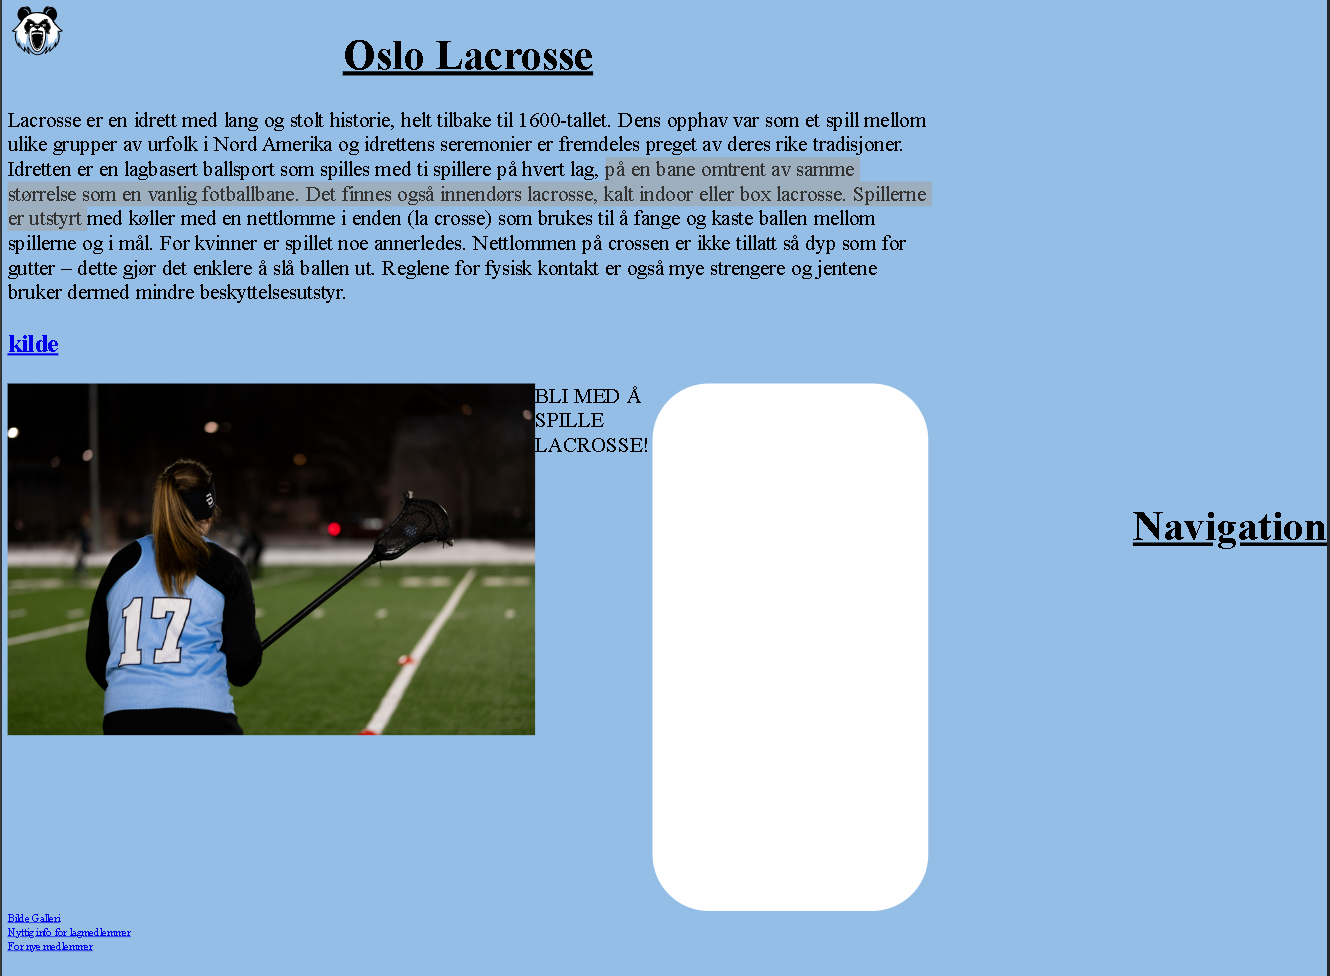 Oslo Lacrosse
Lacrosse er en idrett med lang og stolt historie, helt tilbake til 1600-tallet. Dens opphav var som et spill mellom
ulike grupper av urfolk i Nord Amerika og idrettens seremonier er fremdeles preget av deres rike tradisjoner.
Idretten er en lagbasert ballsport som spilles med ti spillere på hvert lag, på en bane omtrent av samme
størrelse som en vanlig fotballbane. Det finnes også innendørs lacrosse, kalt indoor eller box lacrosse. Spillerne
er utstyrt med køller med en nettlomme i enden (la crosse) som brukes til å fange og kaste ballen mellom
spillerne og i mål. For kvinner er spillet noe annerledes. Nettlommen på crossen er ikke tillatt så dyp som for
gutter – dette gjør det enklere å slå ballen ut. Reglene for fysisk kontakt er også mye strengere og jentene
bruker dermed mindre beskyttelsesutstyr.
kilde
BLI MED Å
SPILLE
LACROSSE!
17
Navigation
Bilde Galleri
Nyttig info for lagmedlemmer
For nye medlemmer